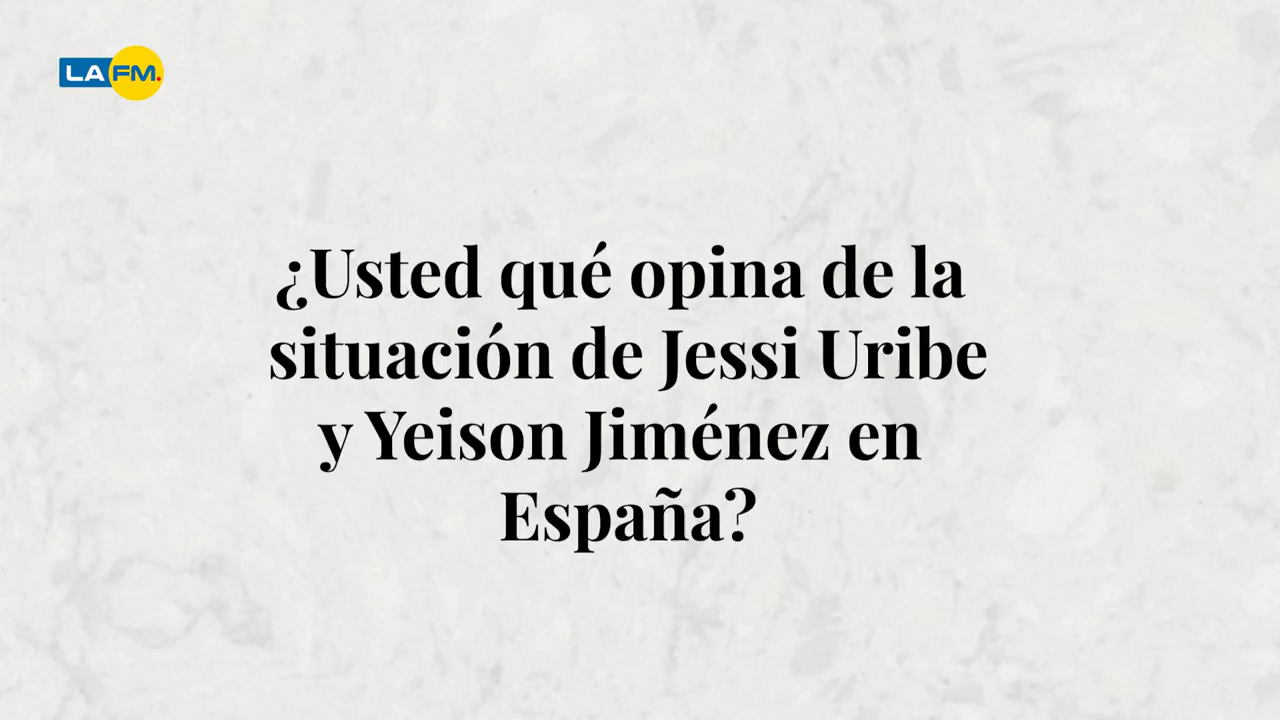 LA FM.
¿Usted qué opina de la
situación de Jessi Uribe
y Yeison Jiménez en
España?